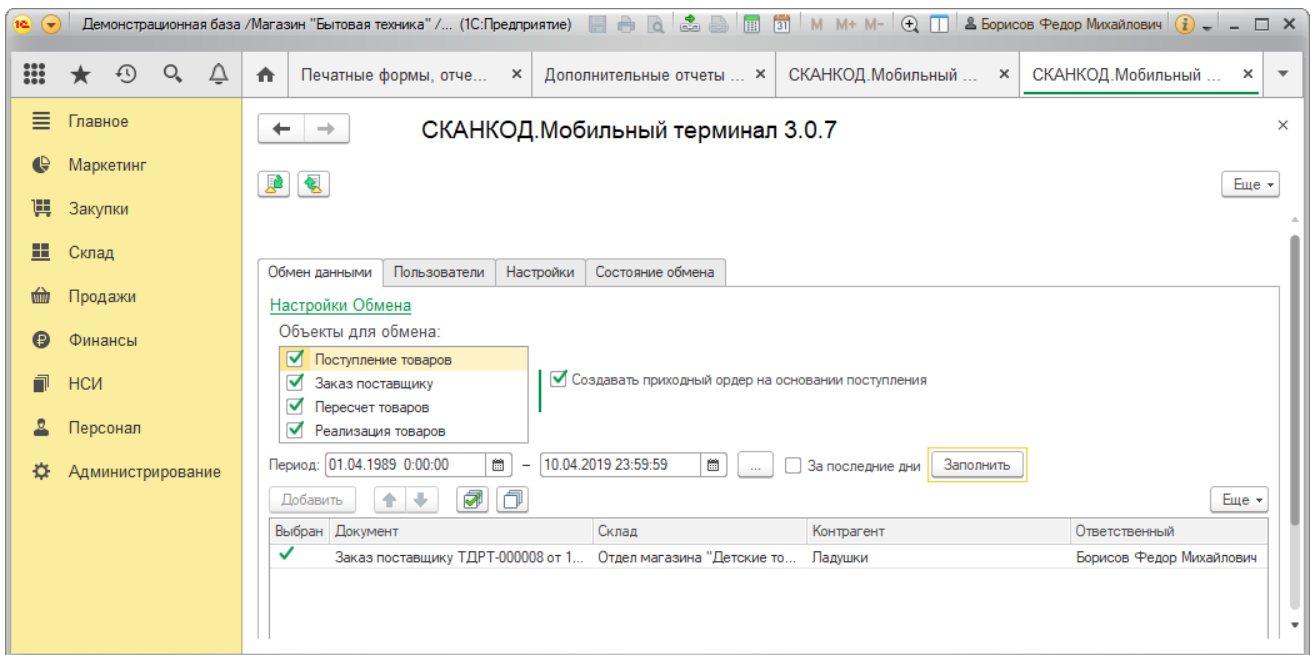 Демонстрационная база /Магазин "Бытовая техника" /... (1С:Предприятие) M M+ M- Борисов Федор Михайлович
Печатные формы, отче... Дополнительные отчеты ... СКАНКОД.Мобильный ... СКАНКОД.Мобильный ...
Главное
Маркетинг
Закупки
Склад
Продажи
Финансы
НСИ
Персонал
Администрирование
СКАНКОД.Мобильный терминал 3.0.7
Еще
Обмен данными Пользователи Настройки Состояние обмена
Настройки Обмена
Объекты для обмена:
Поступление товаров
Заказ поставщику
Пересчет товаров
Реализация товаров
Создавать приходный ордер на основании поступления
Период: 01.04.1989 0:00:00 – 10.04.2019 23:59:59 ... За последние дни Заполнить
Добавить Еще
Выбран Документ Склад Контрагент Ответственный
Заказ поставщику ТДРТ-000008 от 1... Отдел магазина "Детские то... Ладушки Борисов Федор Михайлович